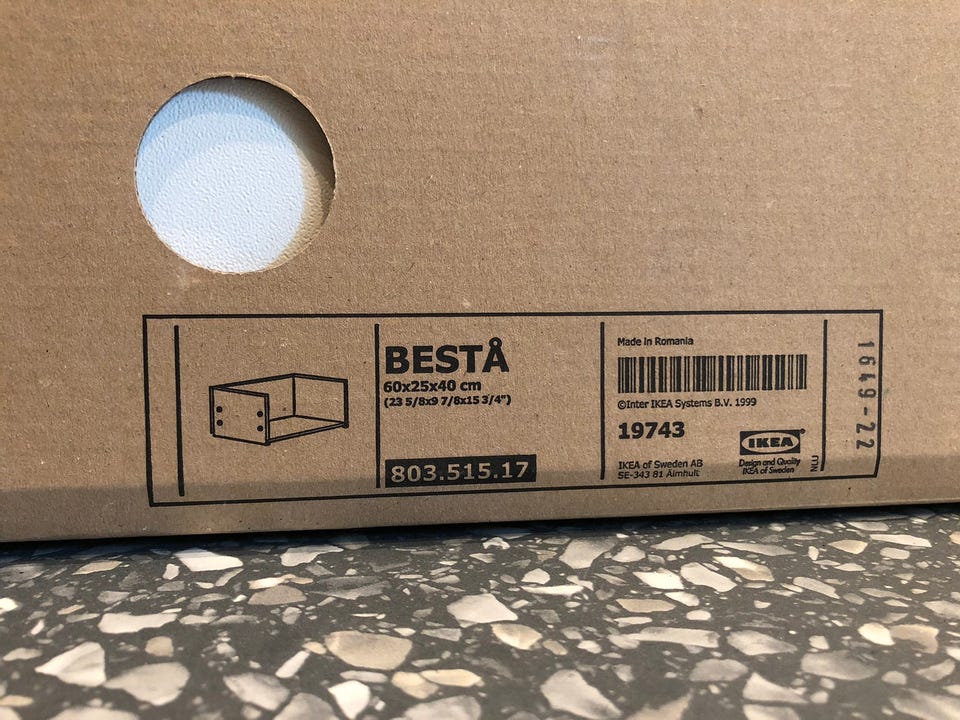 BESTÅ
60x25x40 cm
(23 5/8x9 7/8x15 3/4")
803.515.17
Made in Romania
©Inter IKEA Systems B.V. 1999
19743
IKEA of Sweden AB
SE-343 81 Älmhult
IKEA®
Design and Quality
IKEA of Sweden
NLU
1649-22